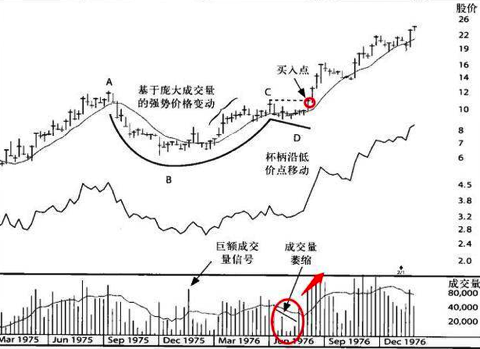 股价
26
22
买入点
19
A
16
基于庞大成交量
的强势价格变动
C
14
12
10
D
8
杯柄沿低
价点移动
7
B
6
4.5
3.8
3.2
2.8
2.4
巨额成交
量信号
成交量
萎缩
2.0
2/1
成交量
80,000
40,000
20,000
Mar 1975 Jun 1975 Sep 1975 Dec 1975 Mar 1976 Jun 1976 Sep 1976 Dec 1976